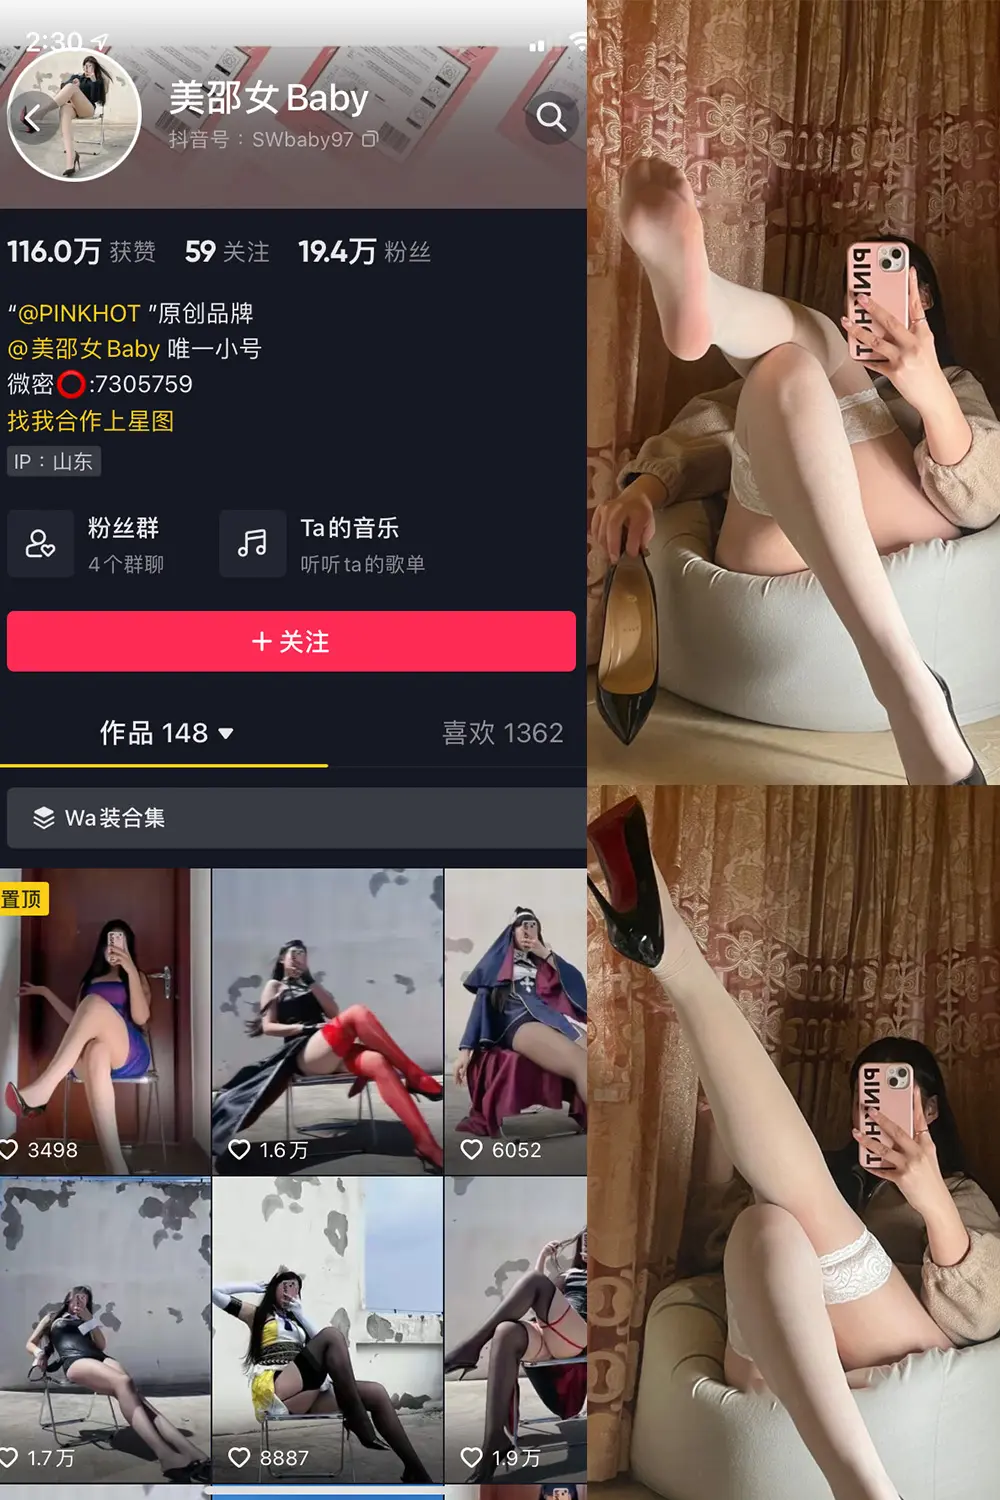 2:30
美邵女Baby
抖音号：SWbaby97
116.0万 获赞 59 关注 19.4万 粉丝
“@PINKHOT ”原创品牌
@美邵女Baby 唯一小号
微密⭕:7305759
找我合作上星图
IP：山东
粉丝群
4个群聊
Ta的音乐
听听ta的歌单
+ 关注
作品 148 ▼
喜欢 1362
Wa装合集
置顶
3498
1.6万
6052
1.7万
8887
1.9万
PINKHOT
PINKHOT